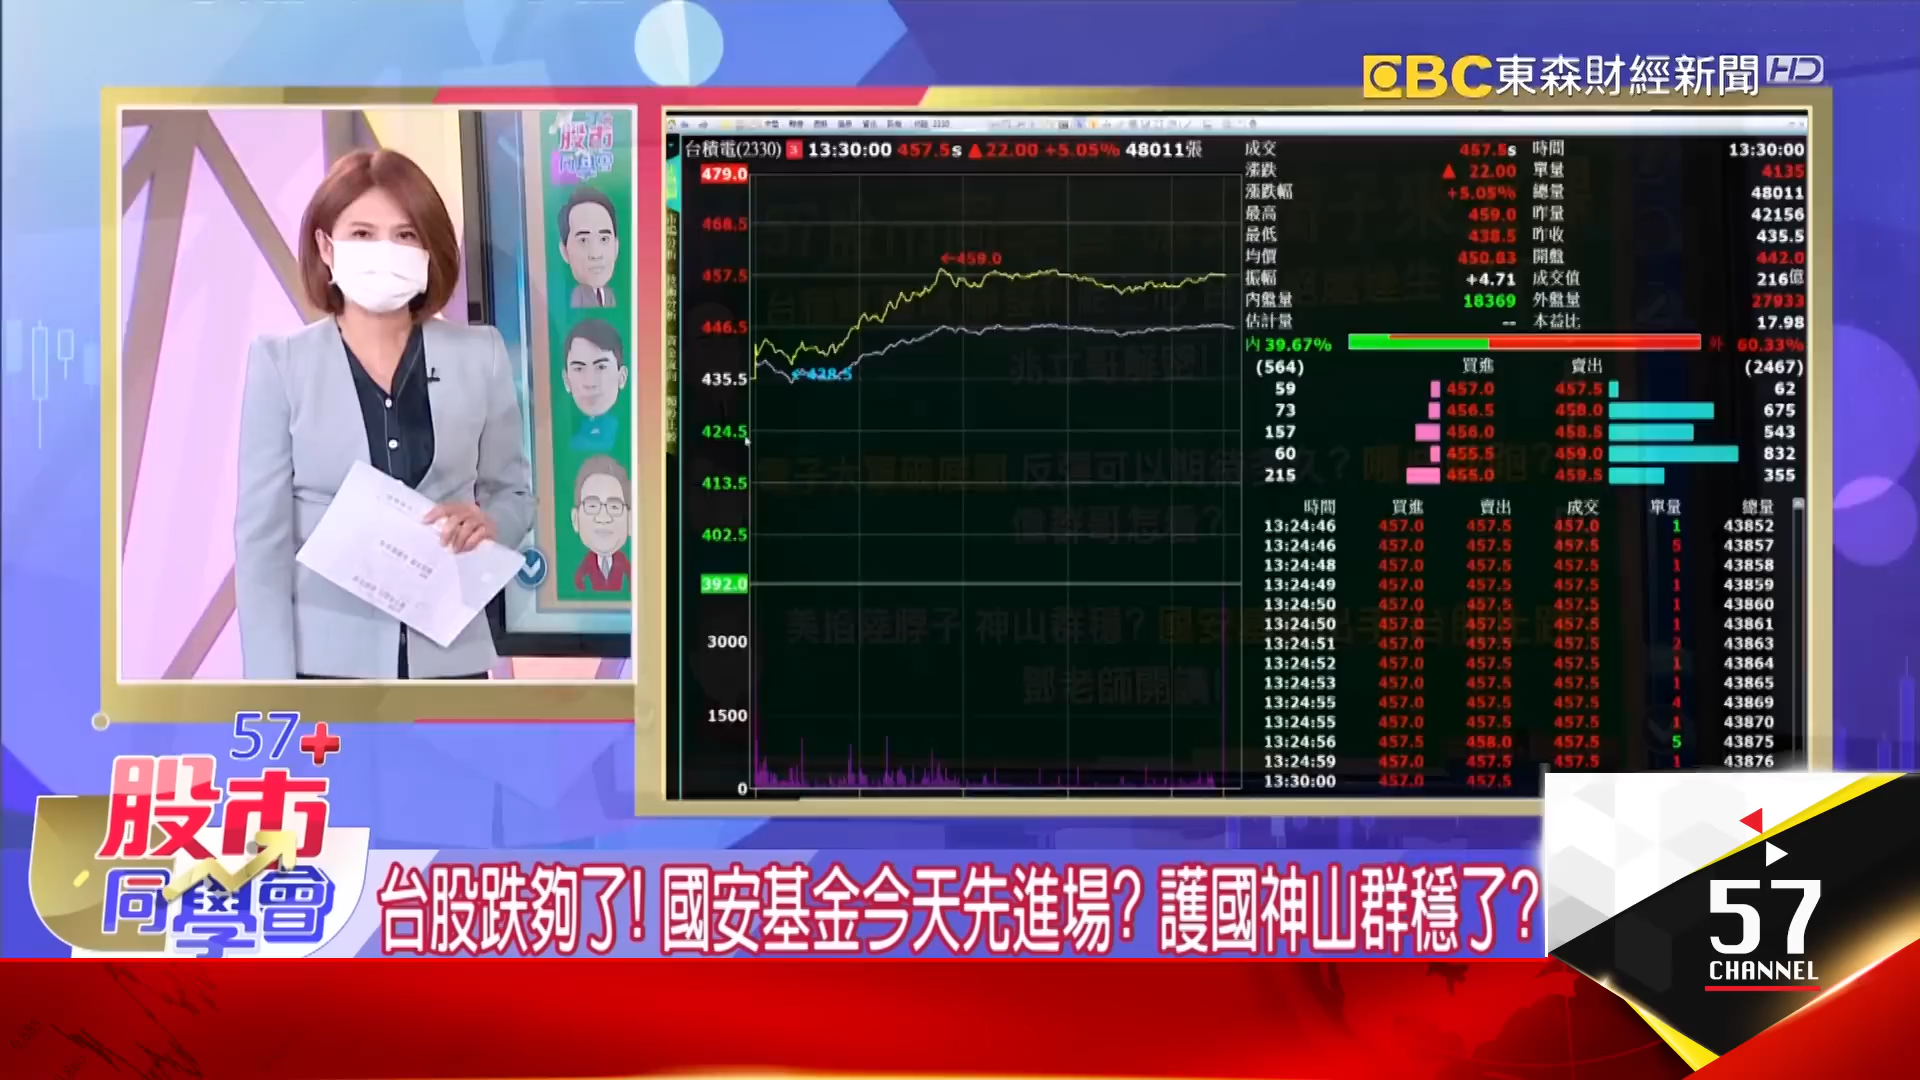 EBC東森財經新聞HD
股市
同學會
台積電(2330) 3 13:30:00 457.5s ▲22.00 +5.05% 48011張
479.0
468.5
457.5
446.5
435.5
424.5
413.5
402.5
392.0
3000
1500
0
←459.0
←438.5
成交 457.5s 時間 13:30:00
漲跌 ▲ 22.00 單量 4135
漲跌幅 +5.05% 總量 48011
最高 459.0 昨量 42156
最低 438.5 昨收 435.5
均價 450.83 開盤 442.0
振幅 +4.71 成交值 216億
內盤量 18369 外盤量 27933
估計量 -- 本益比 17.98
內 39.67% 外 60.33%
(564) 買進 賣出 (2467)
59 457.0 457.5 62
73 456.5 458.0 675
157 456.0 458.5 543
60 455.5 459.0 832
215 455.0 459.5 355
時間 買進 賣出 成交 單量 總量
13:24:46 457.0 457.5 457.0 1 43852
13:24:46 457.0 457.5 457.5 5 43857
13:24:48 457.0 457.5 457.5 1 43858
13:24:49 457.0 457.5 457.5 1 43859
13:24:50 457.0 457.5 457.5 1 43860
13:24:50 457.0 457.5 457.5 1 43861
13:24:51 457.0 457.5 457.5 2 43863
13:24:52 457.0 457.5 457.5 1 43864
13:24:53 457.0 457.5 457.5 1 43865
13:24:55 457.0 457.5 457.5 4 43869
13:24:55 457.0 457.5 457.5 1 43870
13:24:56 457.5 458.0 457.5 5 43875
13:24:59 457.0 457.5 457.5 1 43876
13:30:00 457.0 457.5
57+
股市
同學會
台股跌夠了! 國安基金今天先進場? 護國神山群穩了?
57
CHANNEL